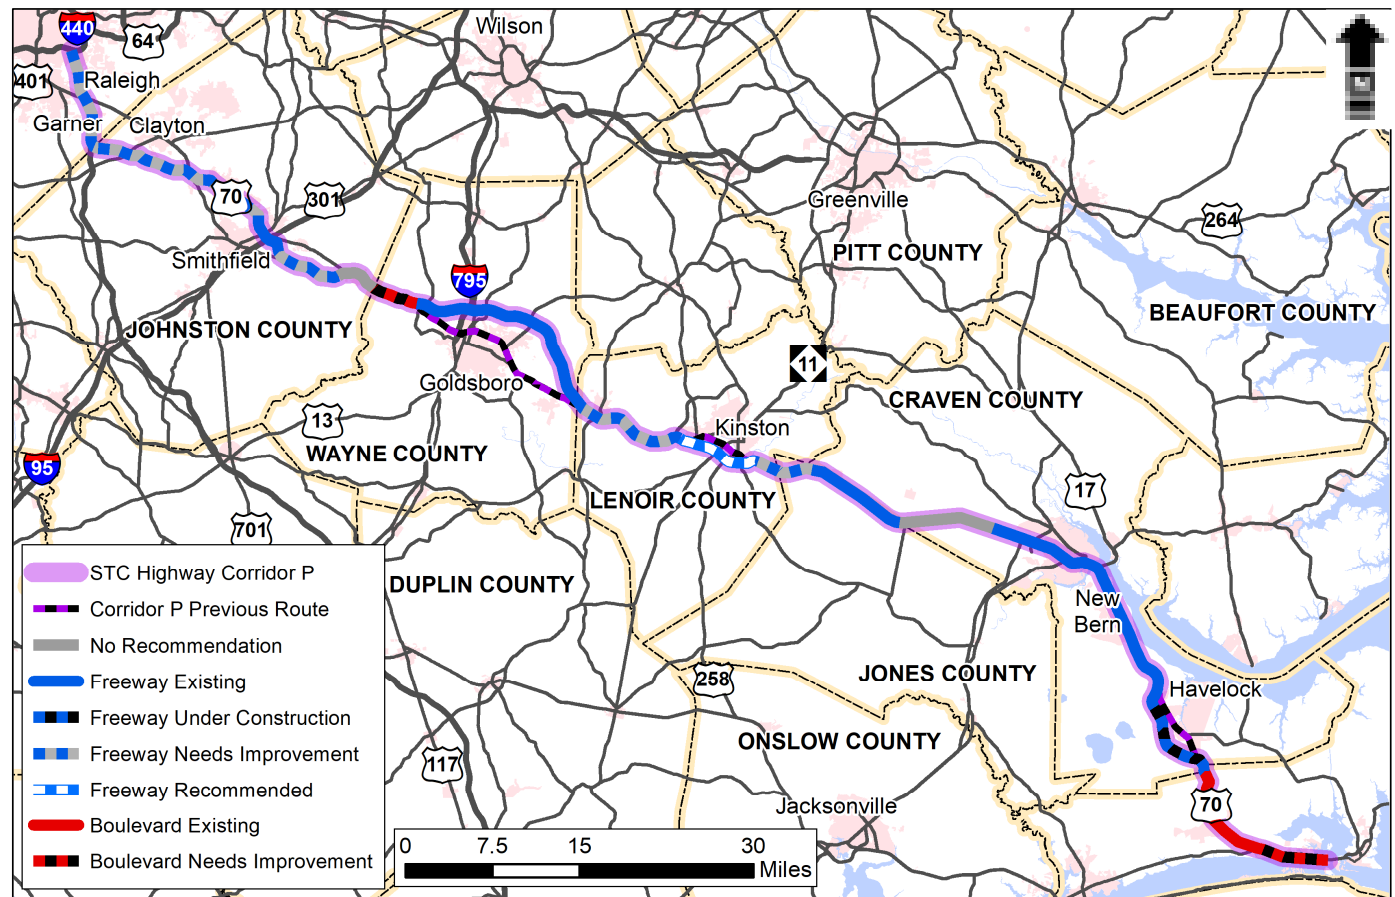 440
64
Wilson
401
Raleigh
Garner
Clayton
70
301
Greenville
264
Smithfield
PITT COUNTY
795
BEAUFORT COUNTY
JOHNSTON COUNTY
11
Goldsboro
CRAVEN COUNTY
13
Kinston
WAYNE COUNTY
95
LENOIR COUNTY
17
701
STC Highway Corridor P
Corridor P Previous Route
No Recommendation
Freeway Existing
Freeway Under Construction
Freeway Needs Improvement
Freeway Recommended
Boulevard Existing
Boulevard Needs Improvement
DUPLIN COUNTY
New
Bern
258
JONES COUNTY
Havelock
ONSLOW COUNTY
117
Jacksonville
70
0 7.5 15 30
Miles